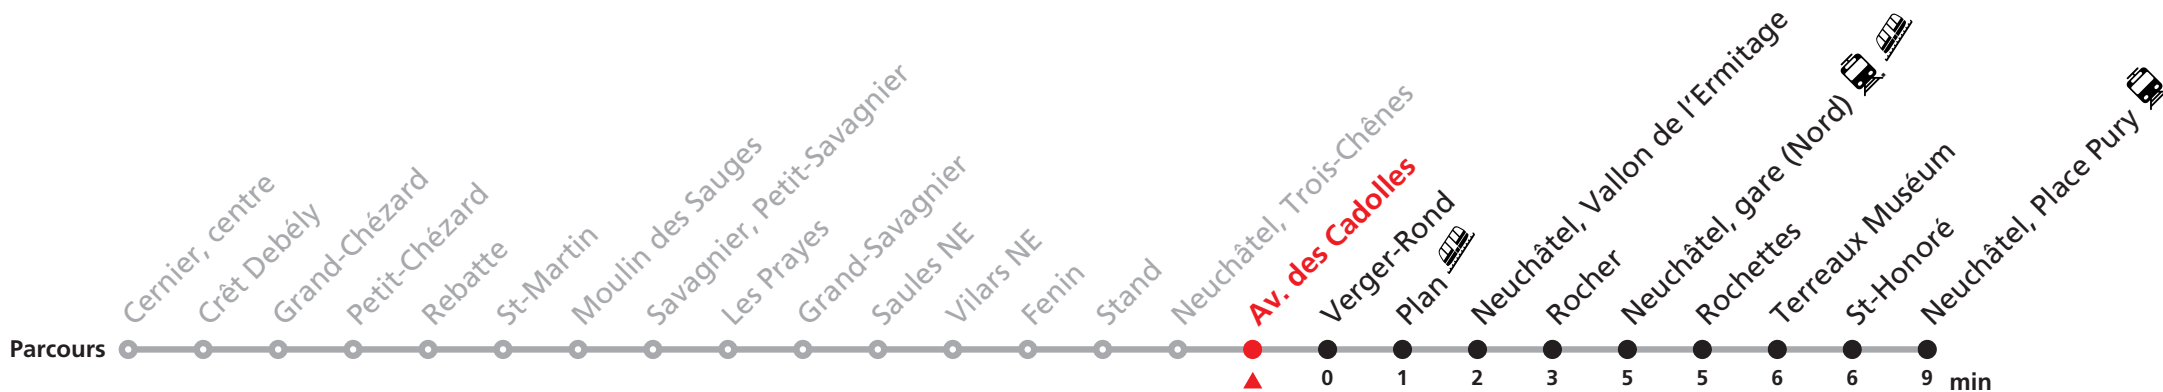 Parcours
Cernier, centre
Crêt Debély
Grand-Chézard
Petit-Chézard
Rebatte
St-Martin
Moulin des Sauges
Savagnier, Petit-Savagnier
Les Prayes
Grand-Savagnier
Saules NE
Vilars NE
Fenin
Stand
Neuchâtel, Trois-Chênes
Av. des Cadolles
Verger-Rond
Plan
Neuchâtel, Vallon de l'Ermitage
Rocher
Neuchâtel, gare (Nord)
Rochettes
Terreaux Muséum
St-Honoré
Neuchâtel, Place Pury
0 1 2 3 5 5 6 6 9 min